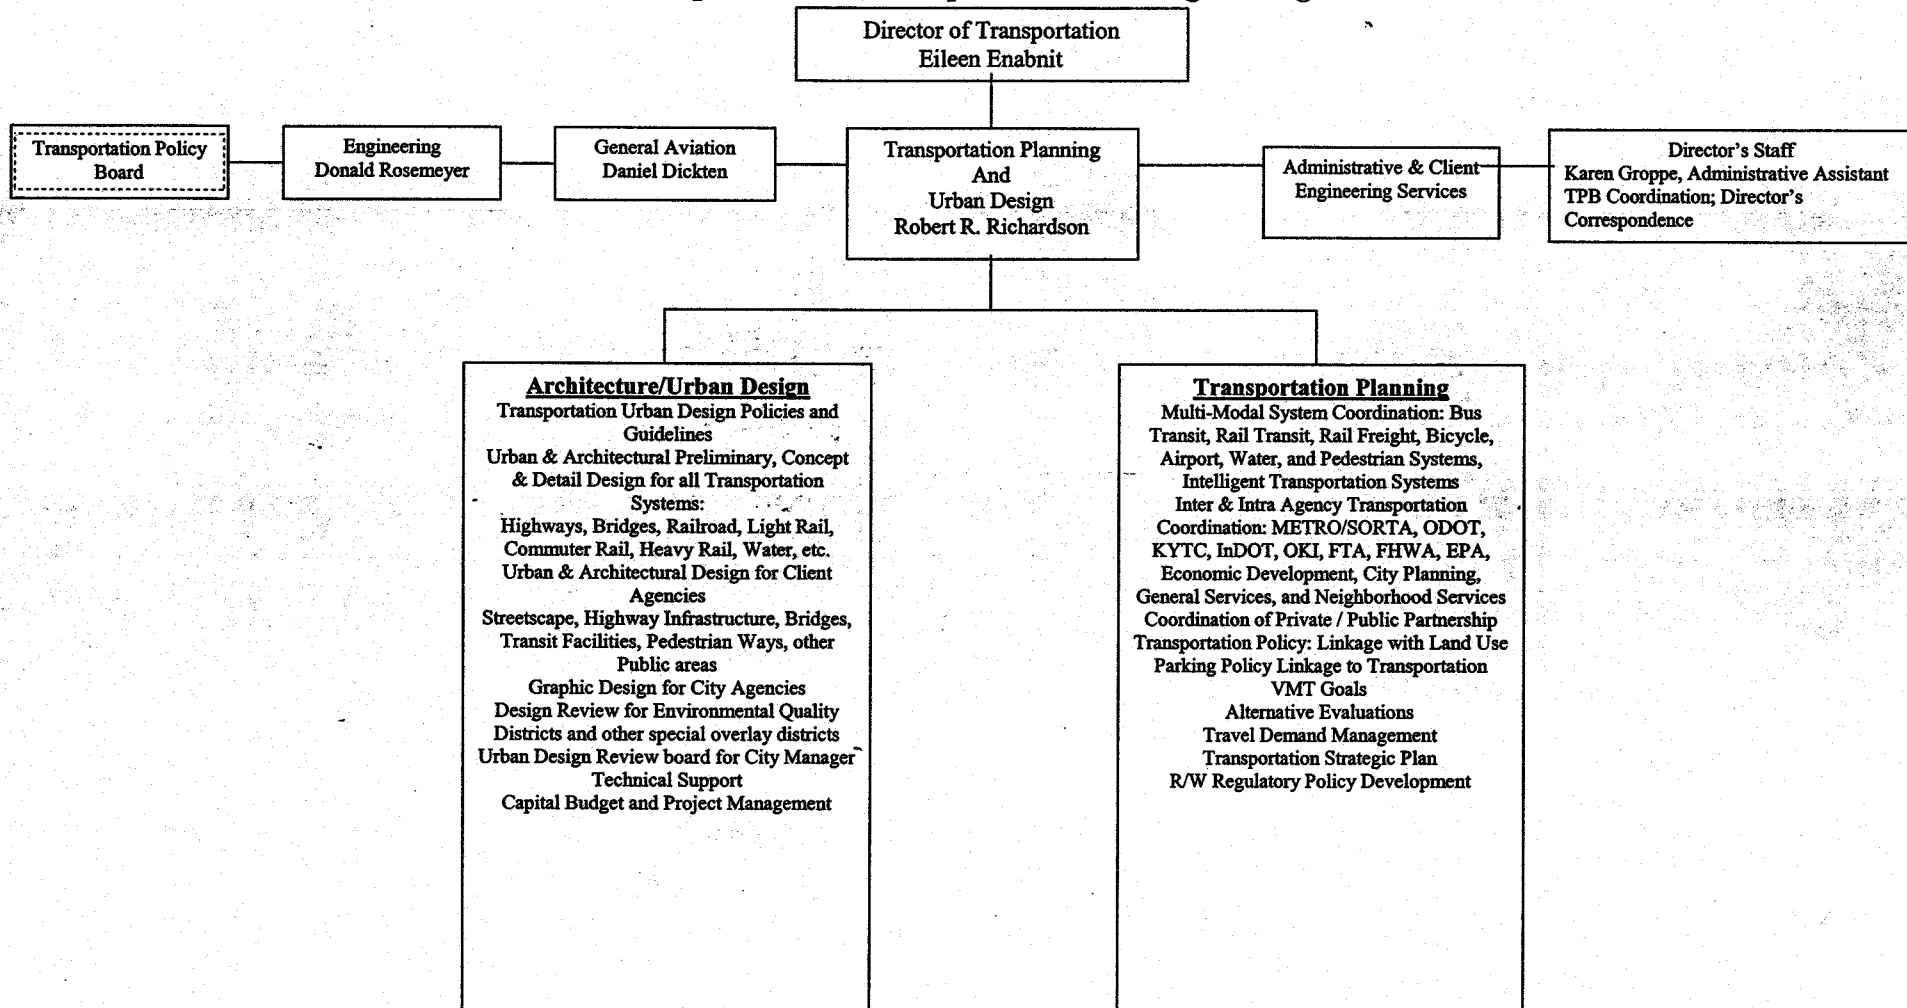 Director of Transportation
Eileen Enabnit
Transportation Policy
Board
Engineering
Donald Rosemeyer
General Aviation
Daniel Dickten
Transportation Planning
And
Urban Design
Robert R. Richardson
Administrative & Client
Engineering Services
Director's Staff
Karen Groppe, Administrative Assistant
TPB Coordination; Director's
Correspondence
Architecture/Urban Design
Transportation Urban Design Policies and
Guidelines
Urban & Architectural Preliminary, Concept
& Detail Design for all Transportation
Systems:
Highways, Bridges, Railroad, Light Rail,
Commuter Rail, Heavy Rail, Water, etc.
Urban & Architectural Design for Client
Agencies
Streetscape, Highway Infrastructure, Bridges,
Transit Facilities, Pedestrian Ways, other
Public areas
Graphic Design for City Agencies
Design Review for Environmental Quality
Districts and other special overlay districts
Urban Design Review board for City Manager
Technical Support
Capital Budget and Project Management
Transportation Planning
Multi-Modal System Coordination: Bus
Transit, Rail Transit, Rail Freight, Bicycle,
Airport, Water, and Pedestrian Systems,
Intelligent Transportation Systems
Inter & Intra Agency Transportation
Coordination: METRO/SORTA, ODOT,
KYTC, InDOT, OKI, FTA, FHWA, EPA,
Economic Development, City Planning,
General Services, and Neighborhood Services
Coordination of Private / Public Partnership
Transportation Policy: Linkage with Land Use
Parking Policy Linkage to Transportation
VMT Goals
Alternative Evaluations
Travel Demand Management
Transportation Strategic Plan
R/W Regulatory Policy Development